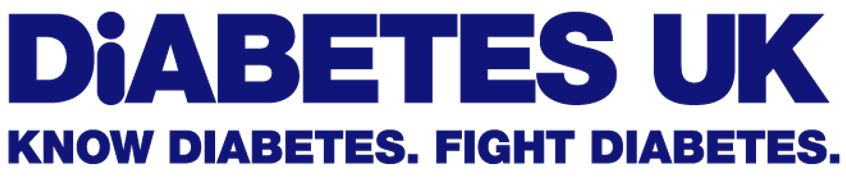 DiABETES UK
KNOW DIABETES. FIGHT DIABETES.